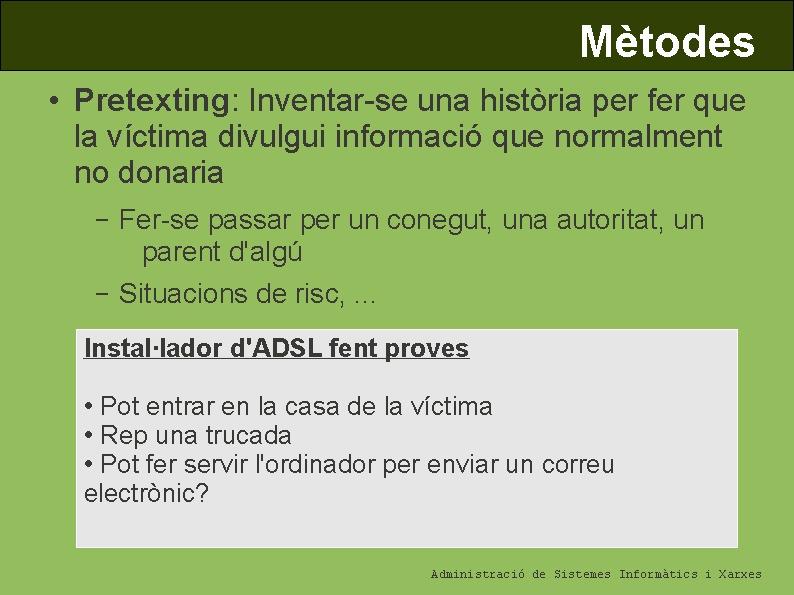 Mètodes
• Pretexting: Inventar-se una història per fer que
la víctima divulgui informació que normalment
no donaria
– Fer-se passar per un conegut, una autoritat, un
parent d'algú
– Situacions de risc, ...
Instal·lador d'ADSL fent proves
• Pot entrar en la casa de la víctima
• Rep una trucada
• Pot fer servir l'ordinador per enviar un correu
electrònic?
Administració de Sistemes Informàtics i Xarxes